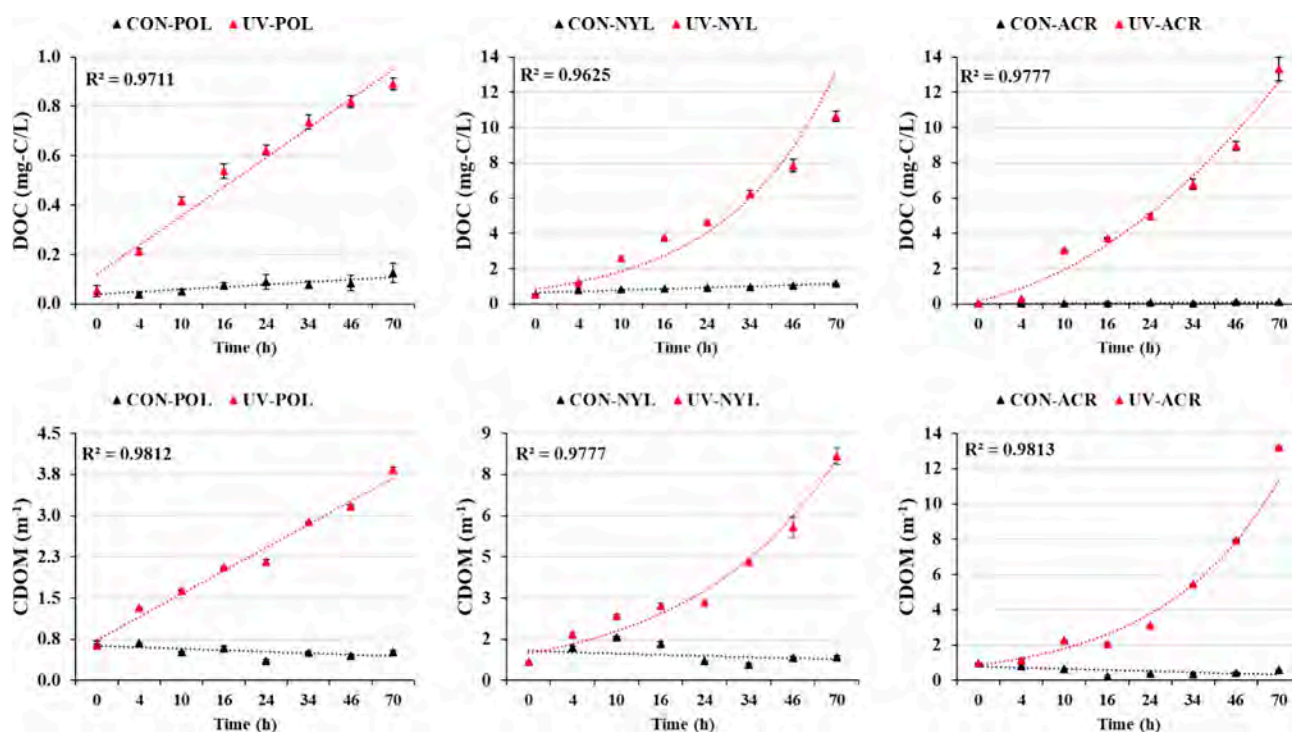 CON-POL UV-POL
R² = 0.9711
DOC (mg-C/L)
1.0
0.8
0.6
0.4
0.2
0.0
0 4 10 16 24 34 46 70
Time (h)
CON-NYL UV-NYL
R² = 0.9625
DOC (mg-C/L)
14
12
10
8
6
4
2
0
0 4 10 16 24 34 46 70
Time (h)
CON-ACR UV-ACR
R² = 0.9777
DOC (mg-C/L)
14
12
10
8
6
4
2
0
0 4 10 16 24 34 46 70
Time (h)
CON-POL UV-POL
R² = 0.9812
CDOM (m⁻¹)
4.5
3.8
3.0
2.3
1.5
0.8
0.0
0 4 10 16 24 34 46 70
Time (h)
CON-NYL UV-NYL
R² = 0.9777
CDOM (m⁻¹)
9
8
6
5
3
2
0
0 4 10 16 24 34 46 70
Time (h)
CON-ACR UV-ACR
R² = 0.9813
CDOM (m⁻¹)
14
12
10
8
6
4
2
0
0 4 10 16 24 34 46 70
Time (h)